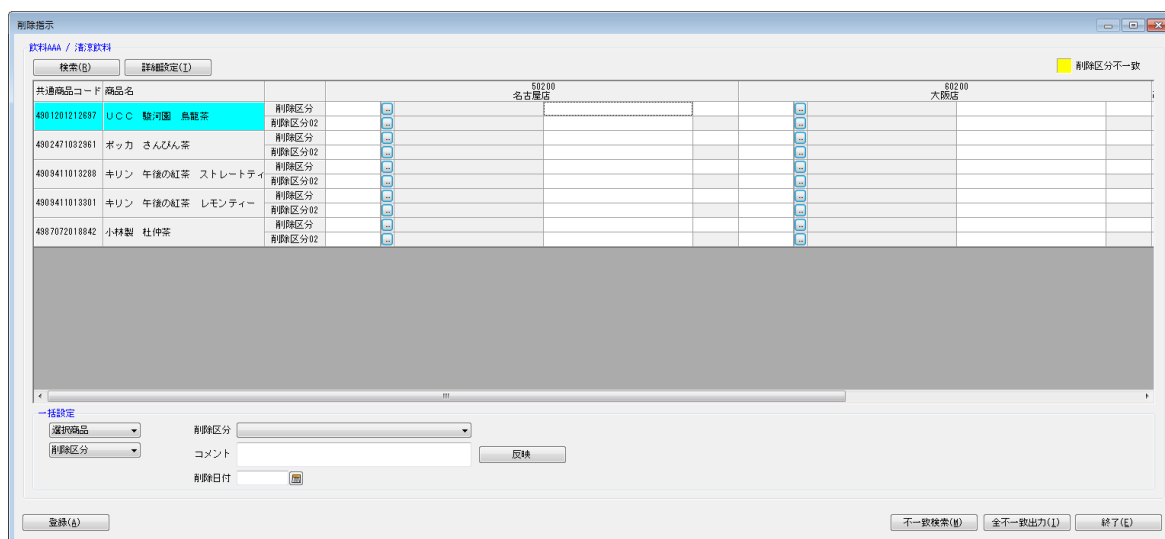 削除指示
飲料AAA / 清涼飲料
検索(R) 詳細設定(I) 削除区分不一致
共通商品コード 商品名 50200 60200
名古屋店 大阪店
4901201212697 UCC 駿河園 烏龍茶 削除区分
削除区分02
4902471032961 ポッカ さんぴん茶 削除区分
削除区分02
4909411013288 キリン 午後の紅茶 ストレートティ 削除区分
削除区分02
4909411013301 キリン 午後の紅茶 レモンティー 削除区分
削除区分02
4987072018842 小林製 杜仲茶 削除区分
削除区分02
一括設定
選択商品 削除区分
削除区分 コメント 反映
削除日付
登録(A) 不一致検索(M) 全不一致出力(I) 終了(E)